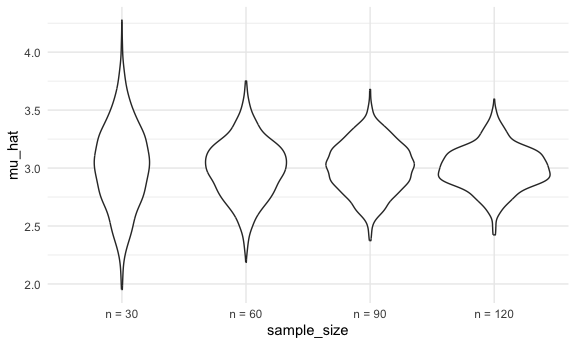 4.0
3.5
3.0
2.5
2.0
mu_hat
n = 30 n = 60 n = 90 n = 120
sample_size